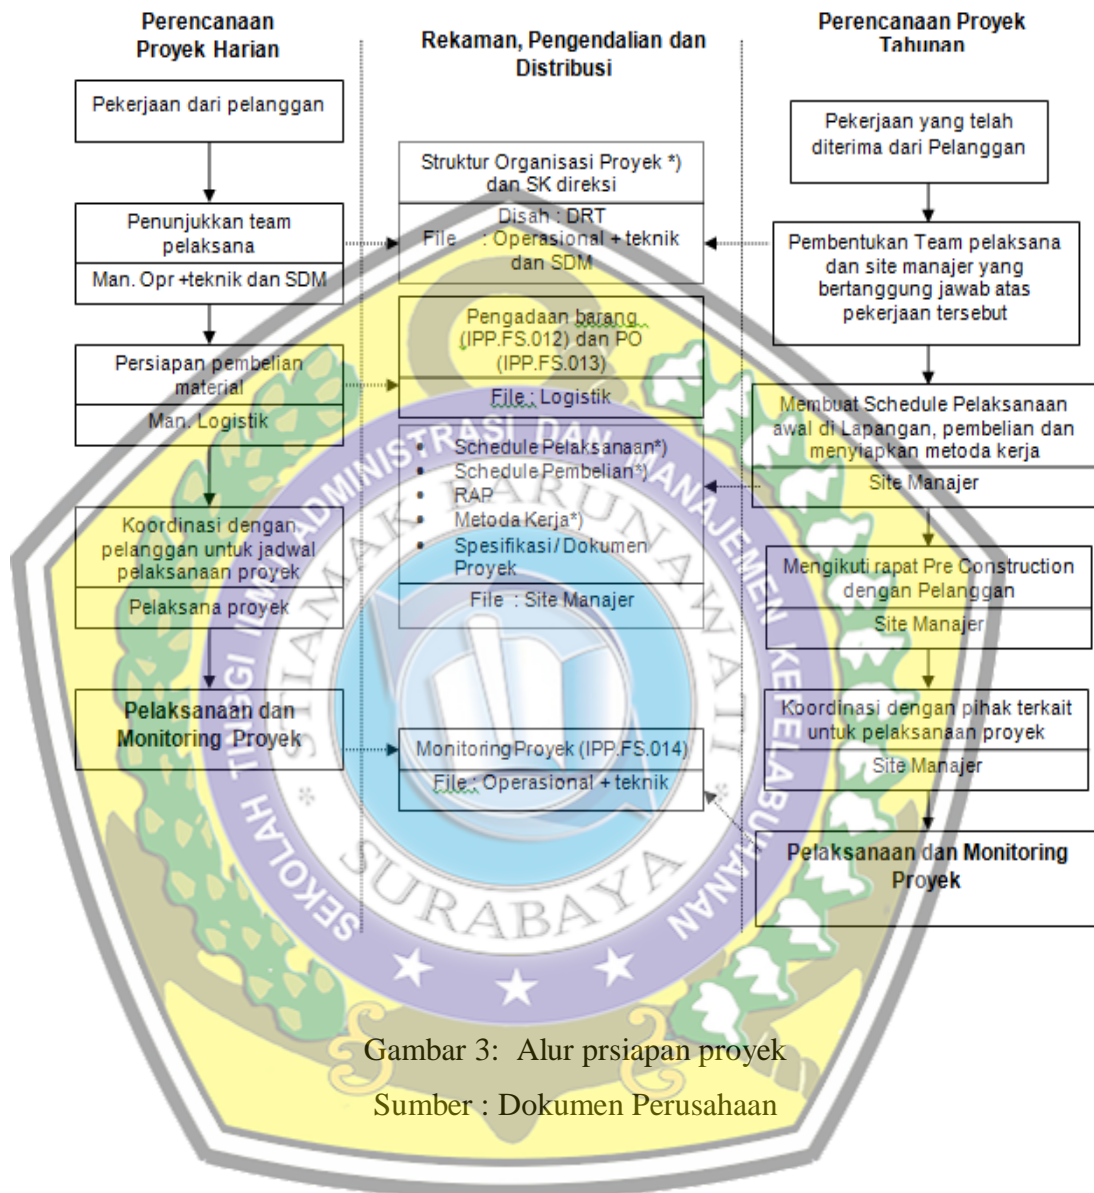 Perencanaan
Proyek Harian
Pekerjaan dari pelanggan
Penunjukkan team
pelaksana
Man. Opr +teknik dan SDM
Persiapan pembelian
material
Man. Logistik
Koordinasi dengan
pelanggan untuk jadwal
pelaksanaan proyek
Pelaksana proyek
Pelaksanaan dan
Monitoring Proyek
Rekaman, Pengendalian dan
Distribusi
Struktur Organisasi Proyek *)
dan SK direksi
Disah : DRT
File : Operasional + teknik
dan SDM
Pengadaan barang
(IPP.FS.012) dan PO
(IPP.FS.013)
File : Logistik
• Schedule Pelaksanaan*)
• Schedule Pembelian*)
• RAP
• Metoda Kerja*)
• Spesifikasi / Dokumen
Proyek
File : Site Manajer
MonitoringProyek (IPP.FS.014)
File : Operasional + teknik
Perencanaan Proyek
Tahunan
Pekerjaan yang telah
diterima dari Pelanggan
Pembentukan Team pelaksana
dan site manajer yang
bertanggung jawab atas
pekerjaan tersebut
Membuat Schedule Pelaksanaan
awal di Lapangan, pembelian dan
menyiapkan metoda kerja
Site Manajer
Mengikuti rapat Pre Construction
dengan Pelanggan
Site Manajer
Koordinasi dengan pihak terkait
untuk pelaksanaan proyek
Site Manajer
Pelaksanaan dan Monitoring
Proyek
SEKOLAH TINGGI ILMU ADMINISTRASI DAN MANAJEMEN KEPELABUHANAN
STIAMAK BARUNAWATI
* SURABAYA *
Gambar 3: Alur prsiapan proyek
Sumber : Dokumen Perusahaan